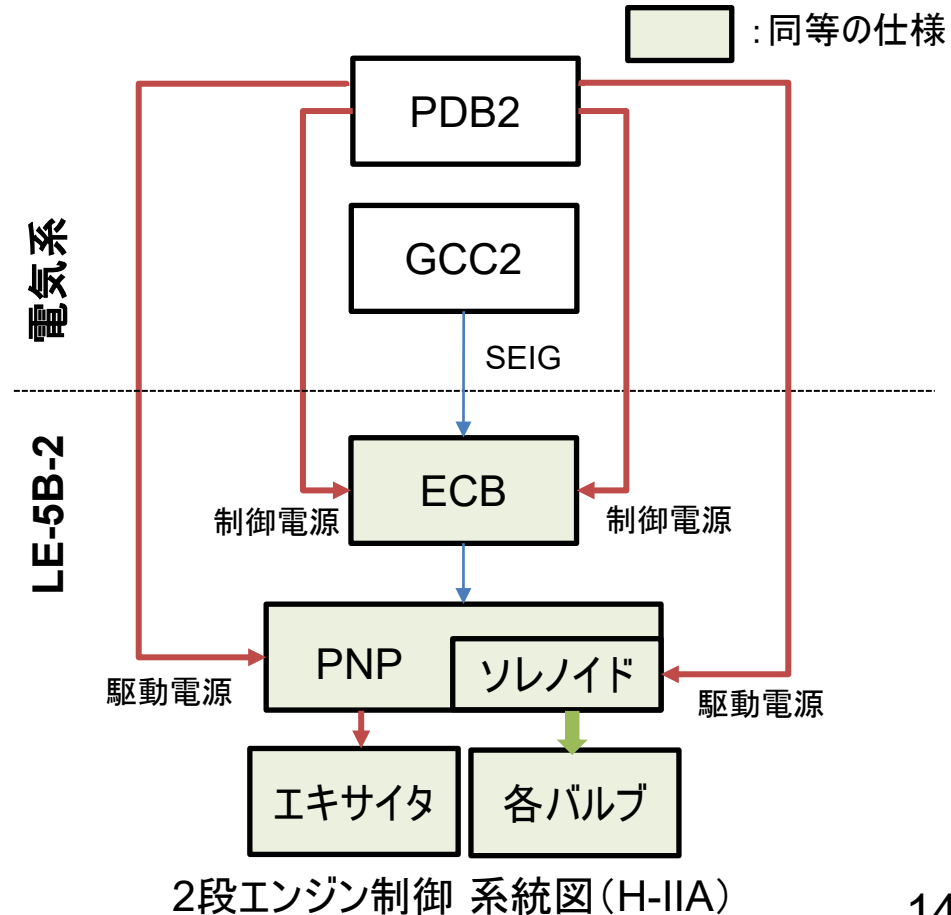 :同等の仕様
PDB2
GCC2
電気系
SEIG
LE-5B-2
ECB
制御電源
制御電源
PNP
ソレノイド
駆動電源
駆動電源
エキサイタ
各バルブ
2段エンジン制御 系統図(H-IIA)
14